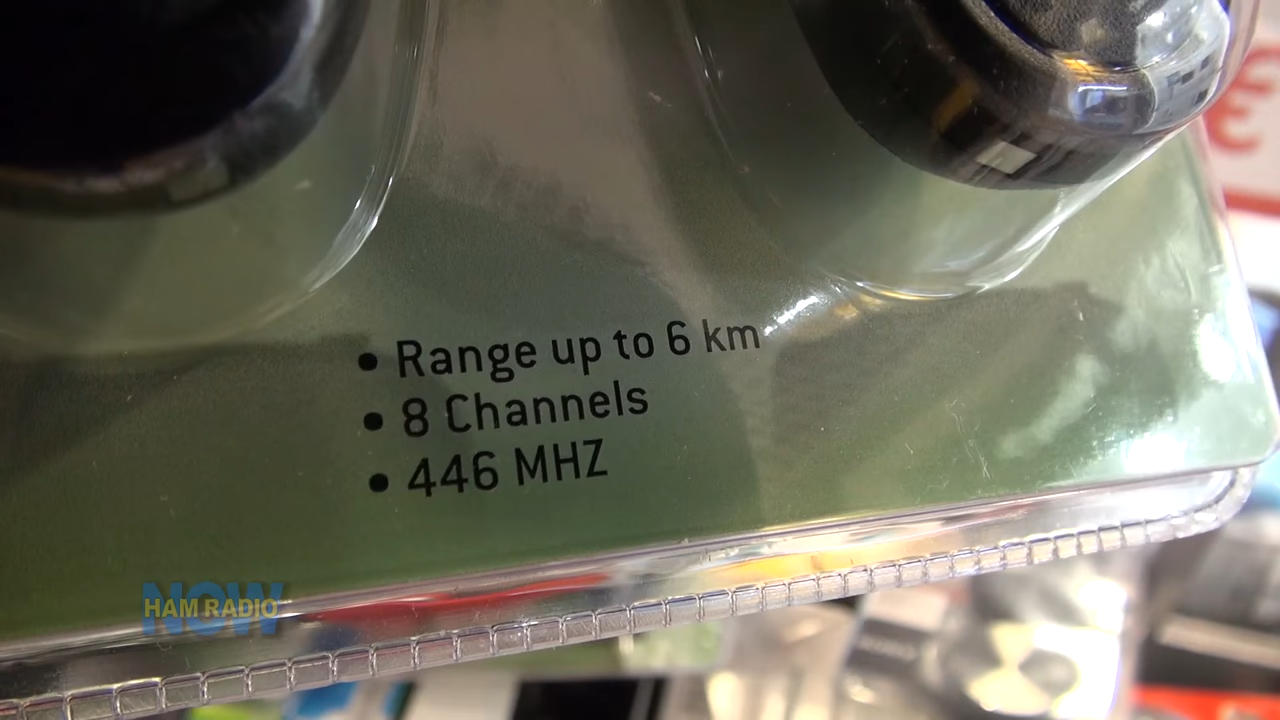 €
• Range up to 6 km
• 8 Channels
• 446 MHZ
NOW
HAM RADIO